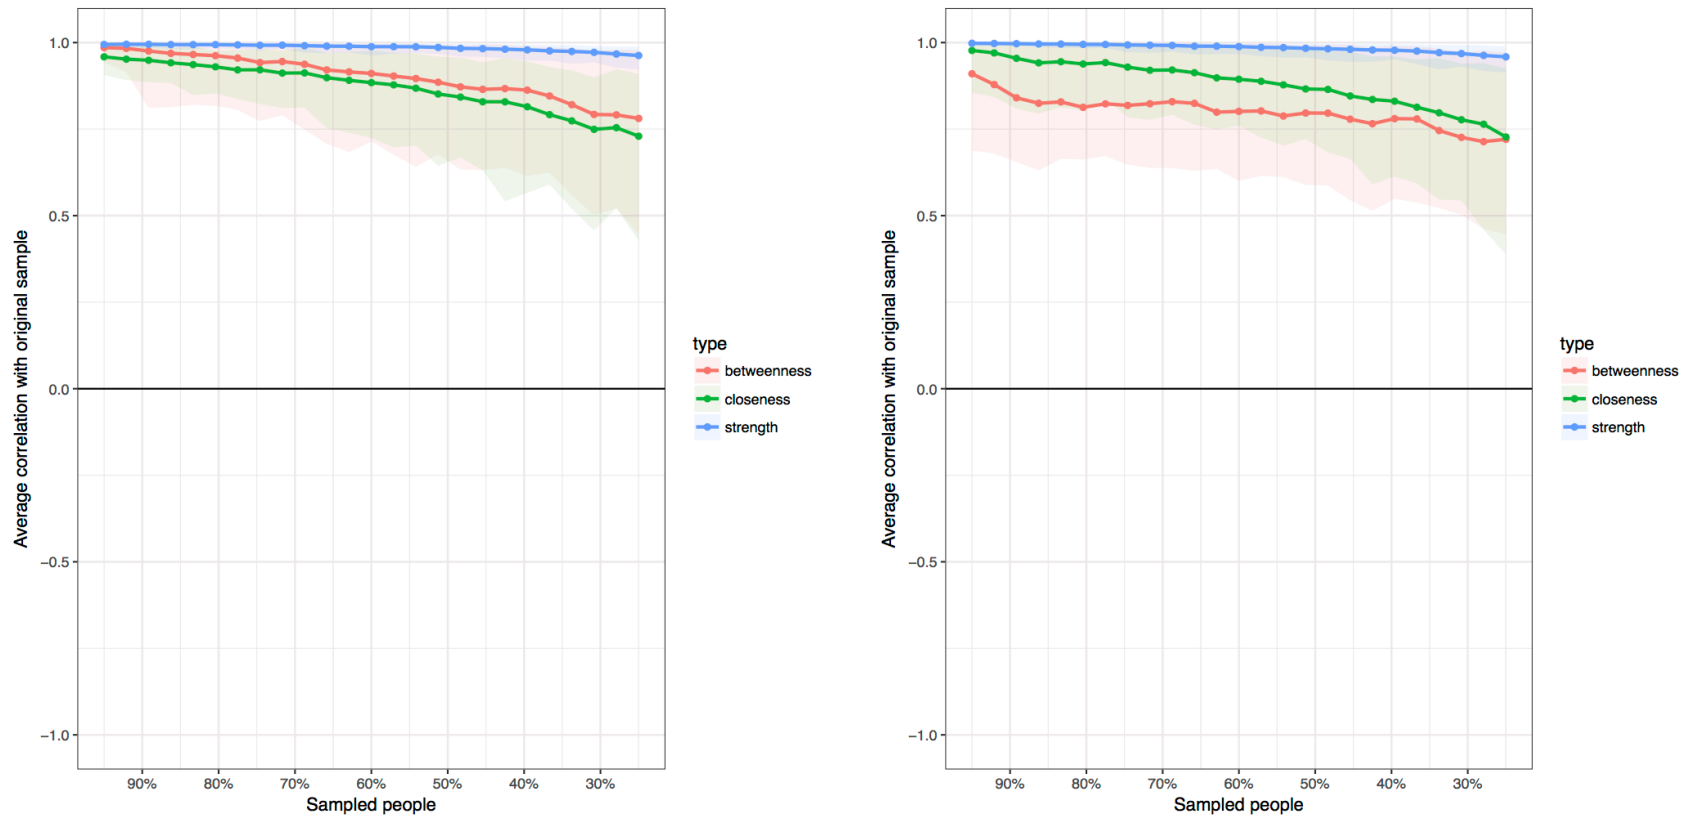 1.0
0.5
0.0
−0.5
−1.0
Average correlation with original sample
90%
80%
70%
60%
50%
40%
30%
Sampled people
type
betweenness
closeness
strength
1.0
0.5
0.0
−0.5
−1.0
Average correlation with original sample
90%
80%
70%
60%
50%
40%
30%
Sampled people
type
betweenness
closeness
strength